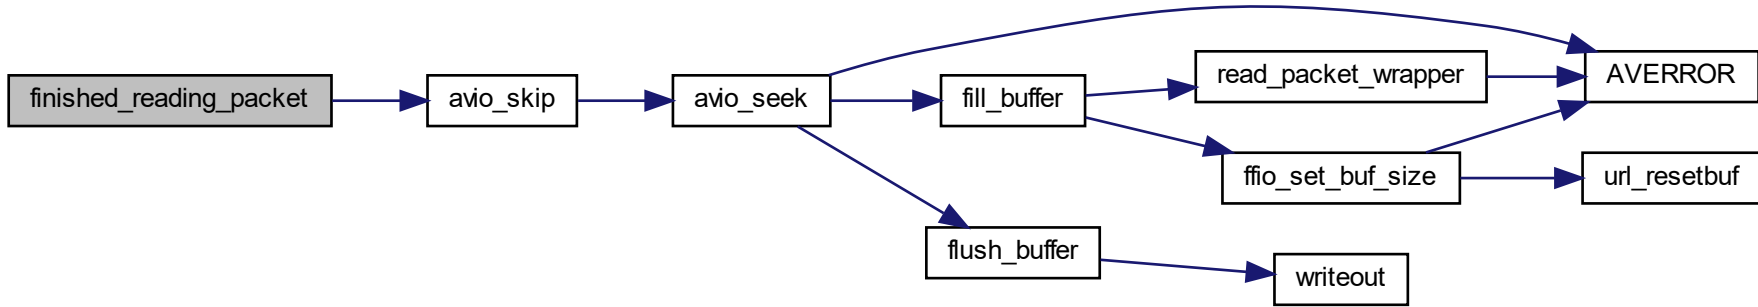 finished_reading_packet
avio_skip
avio_seek
fill_buffer
read_packet_wrapper
AVERROR
ffio_set_buf_size
url_resetbuf
flush_buffer
writeout